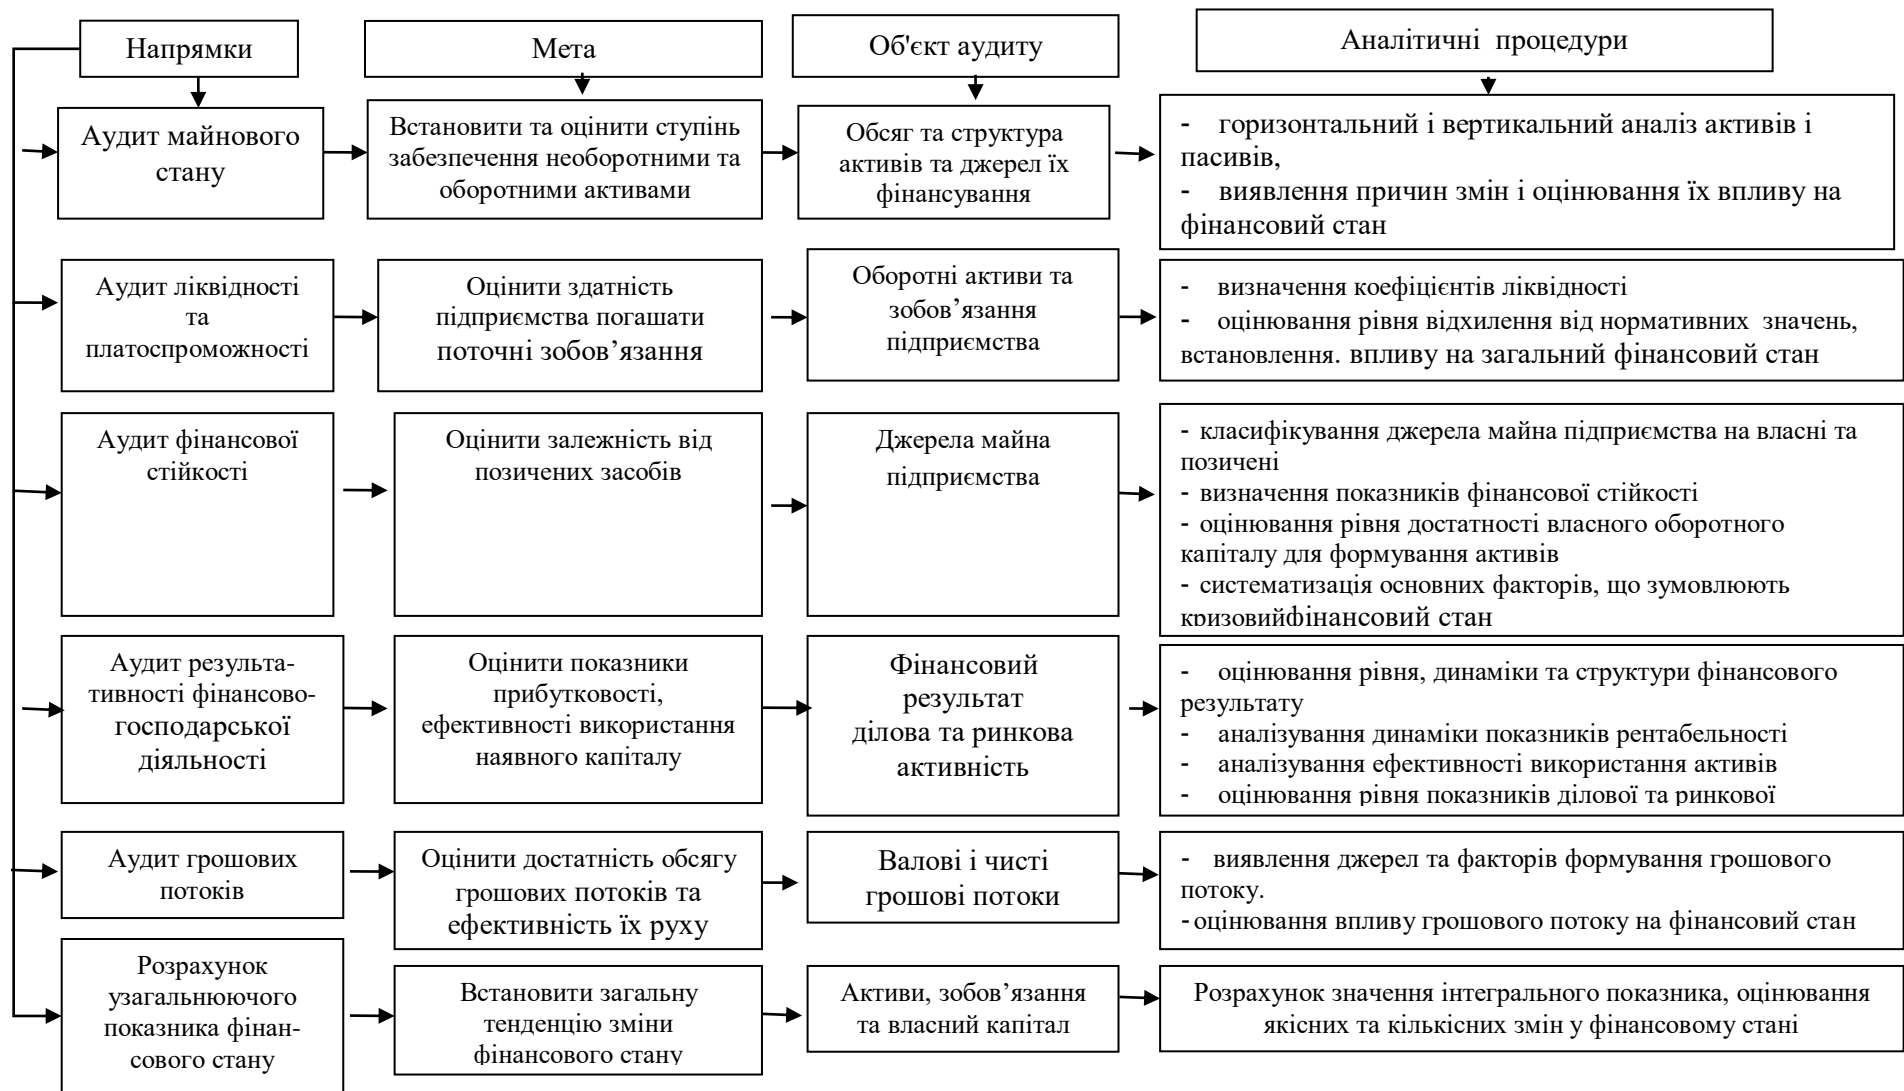 Напрямки
Мета
Об'єкт аудиту
Аналітичні процедури
Аудит майнового
стану
Встановити та оцінити ступінь
забезпечення необоротними та
оборотними активами
Обсяг та структура
активів та джерел їх
фінансування
- горизонтальний і вертикальний аналіз активів і
пасивів,
- виявлення причин змін і оцінювання їх впливу на
фінансовий стан
Аудит ліквідності
та
платоспроможності
Оцінити здатність
підприємства погашати
поточні зобов’язання
Оборотні активи та
зобов’язання
підприємства
- визначення коефіцієнтів ліквідності
- оцінювання рівня відхилення від нормативних значень,
встановлення. впливу на загальний фінансовий стан
Аудит фінансової
стійкості
Оцінити залежність від
позичених засобів
Джерела майна
підприємства
- класифікування джерела майна підприємства на власні та
позичені
- визначення показників фінансової стійкості
- оцінювання рівня достатності власного оборотного
капіталу для формування активів
- систематизація основних факторів, що зумовлюють
кризовийфінансовий стан
Аудит результа-
тивності фінансово-
господарської
діяльності
Оцінити показники
прибутковості,
ефективності використання
наявного капіталу
Фінансовий
результат
ділова та ринкова
активність
- оцінювання рівня, динаміки та структури фінансового
результату
- аналізування динаміки показників рентабельності
- аналізування ефективності використання активів
- оцінювання рівня показників ділової та ринкової
Аудит грошових
потоків
Оцінити достатність обсягу
грошових потоків та
ефективність їх руху
Валові і чисті
грошові потоки
- виявлення джерел та факторів формування грошового
потоку.
- оцінювання впливу грошового потоку на фінансовий стан
Розрахунок
узагальнюючого
показника фінан-
сового стану
Встановити загальну
тенденцію зміни
фінансового стану
Активи, зобов’язання
та власний капітал
Розрахунок значення інтегрального показника, оцінювання
якісних та кількісних змін у фінансовому стані